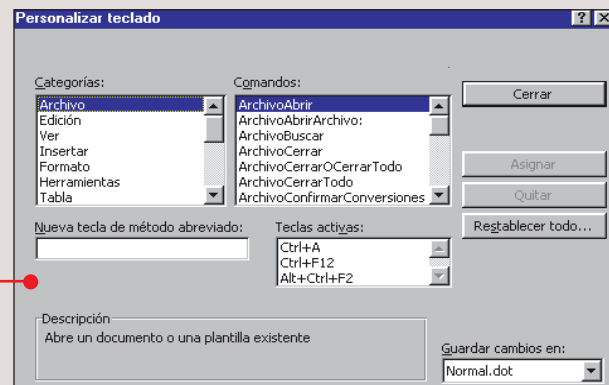 Personalizar teclado
Categorías:
Archivo
Edición
Ver
Insertar
Formato
Herramientas
Tabla
Comandos:
ArchivoAbrir
ArchivoAbrirArchivo:
ArchivoBuscar
ArchivoCerrar
ArchivoCerrarOCerrarTodo
ArchivoCerrarTodo
ArchivoConfirmarConversiones
Cerrar
Asignar
Quitar
Restablecer todo...
Nueva tecla de método abreviado:
Teclas activas:
Ctrl+A
Ctrl+F12
Alt+Ctrl+F2
Descripción
Abre un documento o una plantilla existente
Guardar cambios en:
Normal.dot